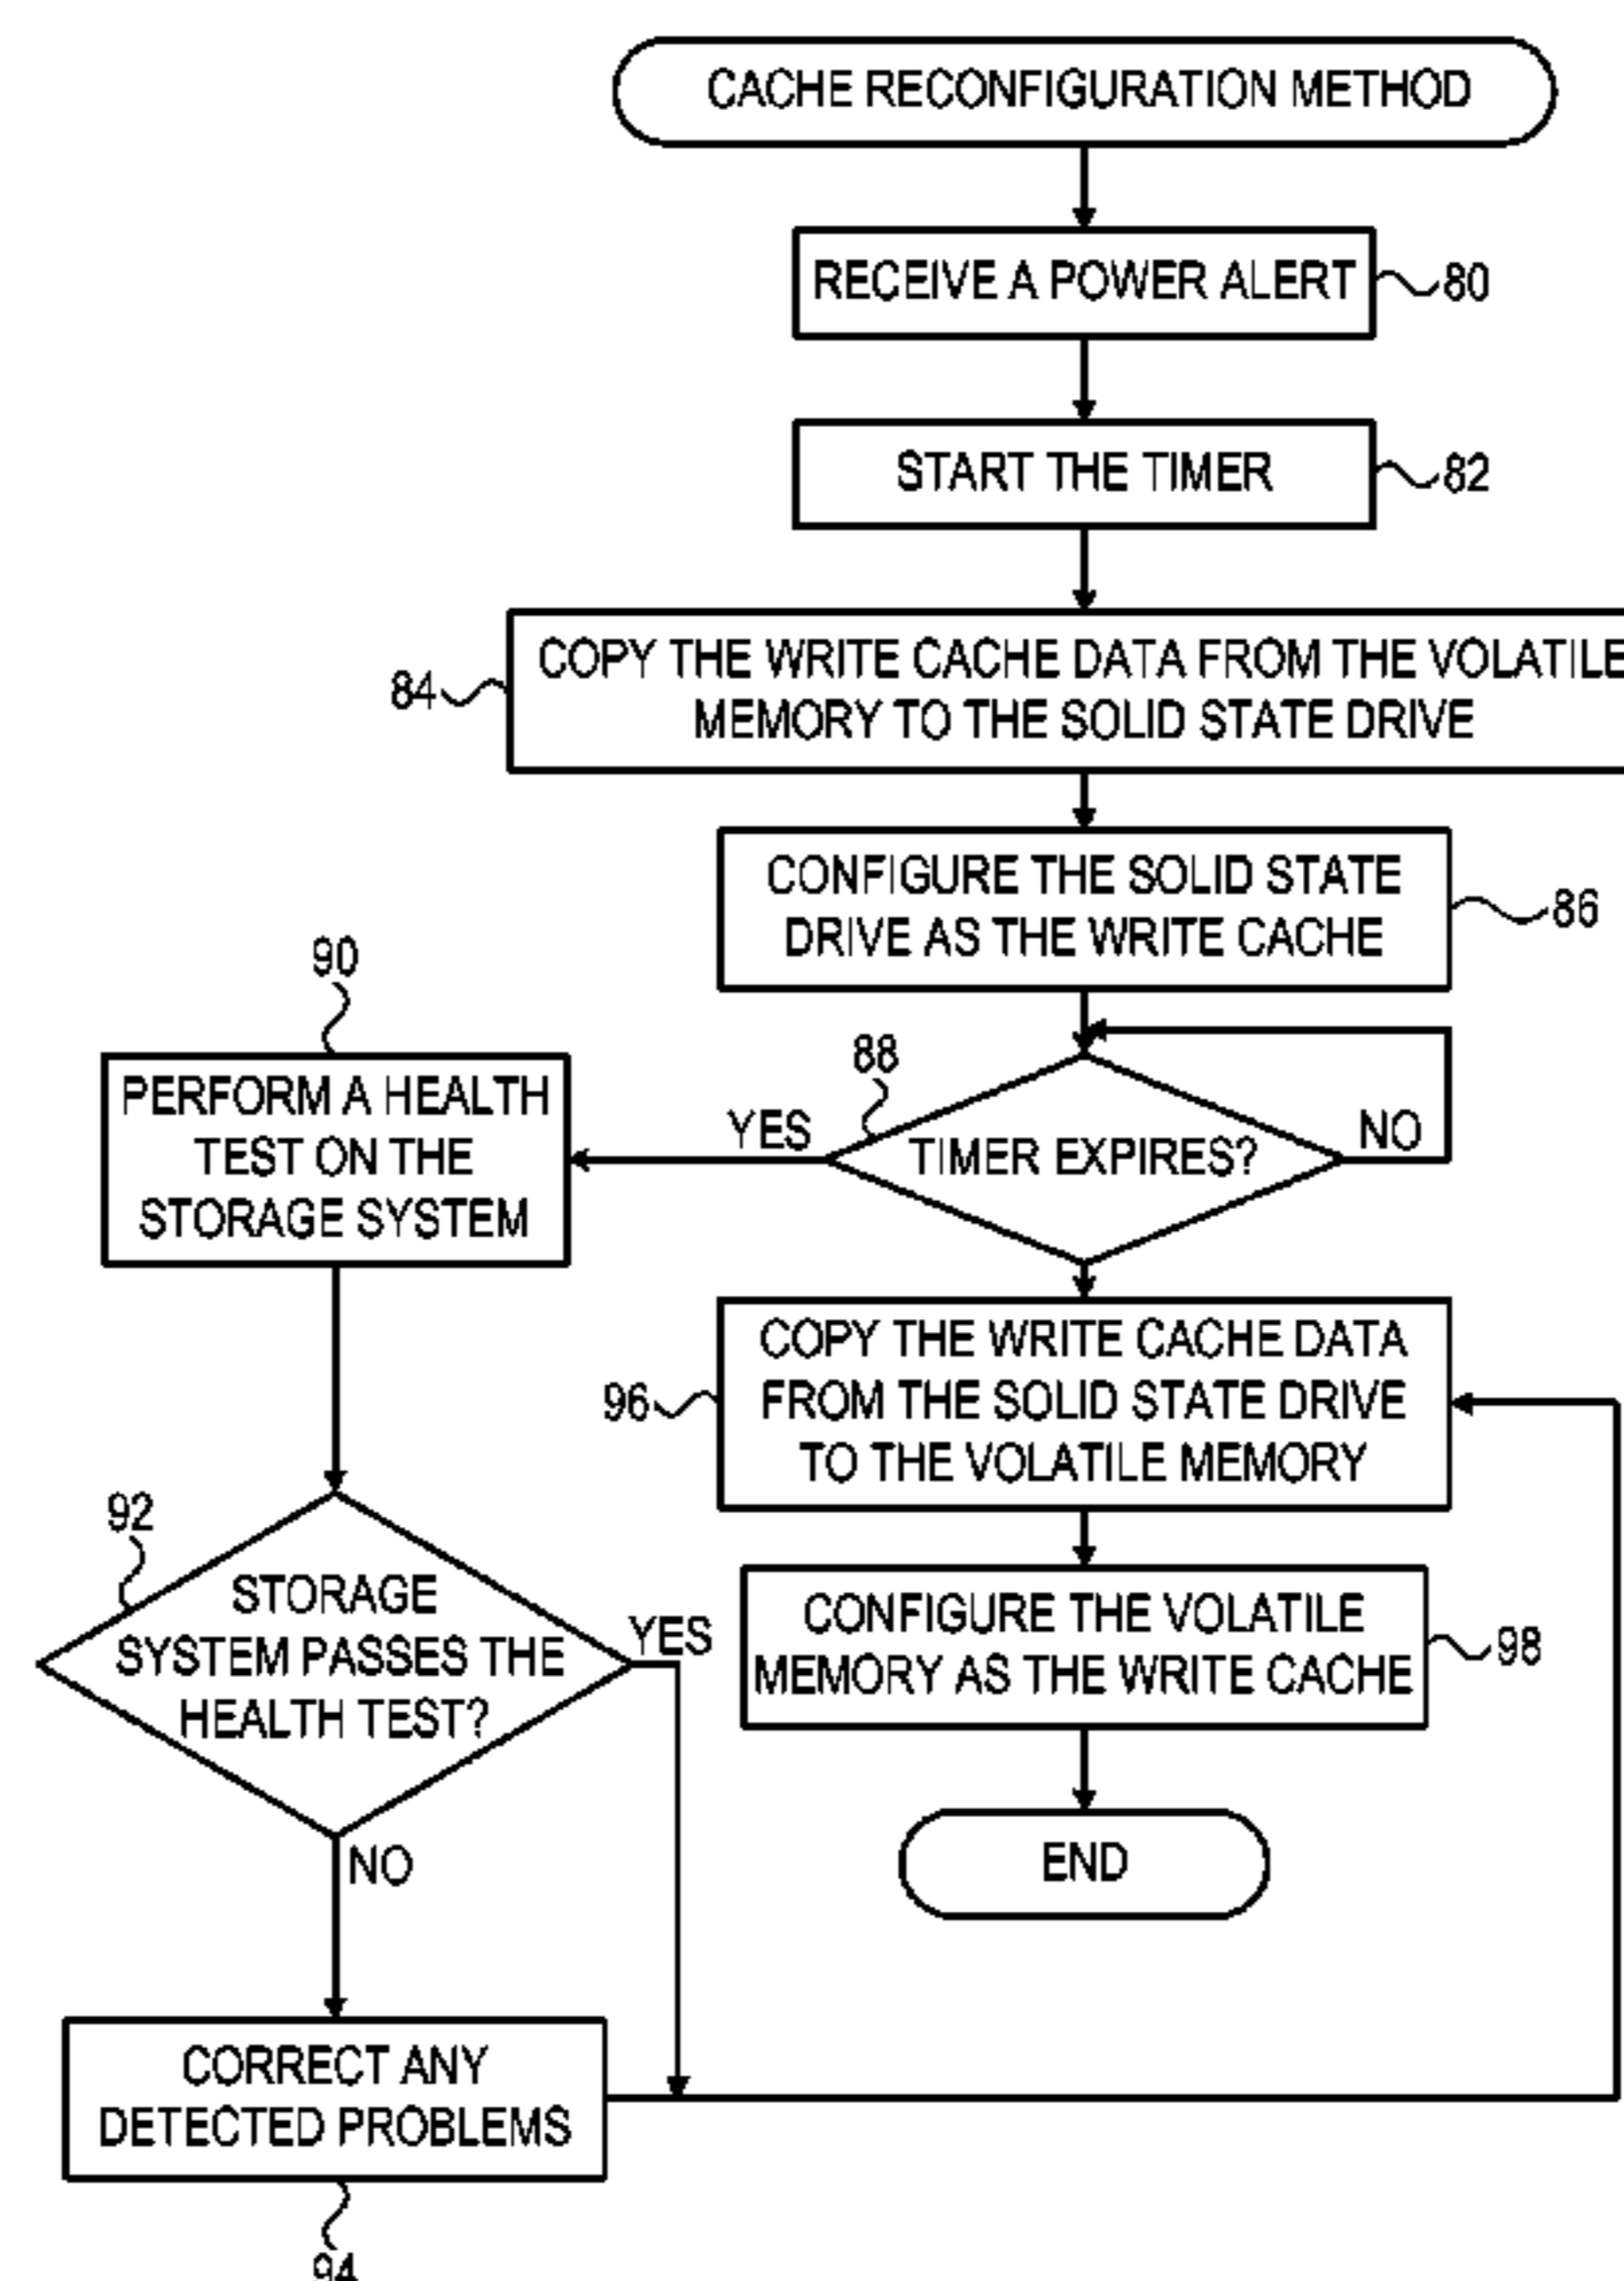 CACHE RECONFIGURATION METHOD
RECEIVE A POWER ALERT
80
START THE TIMER
82
84
COPY THE WRITE CACHE DATA FROM THE VOLATILE
MEMORY TO THE SOLID STATE DRIVE
CONFIGURE THE SOLID STATE
DRIVE AS THE WRITE CACHE
86
90
PERFORM A HEALTH
TEST ON THE
STORAGE SYSTEM
88
YES
TIMER EXPIRES?
NO
96
COPY THE WRITE CACHE DATA
FROM THE SOLID STATE DRIVE
TO THE VOLATILE MEMORY
92
STORAGE
SYSTEM PASSES THE
HEALTH TEST?
YES
NO
CONFIGURE THE VOLATILE
MEMORY AS THE WRITE CACHE
98
END
CORRECT ANY
DETECTED PROBLEMS
94